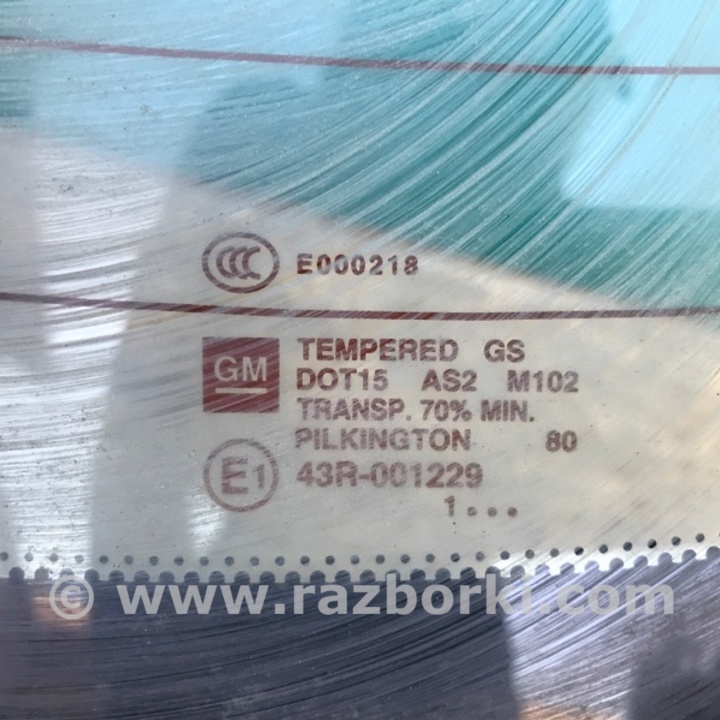 CCC E000218
GM TEMPERED GS
DOT15 AS2 M102
TRANSP. 70% MIN.
PILKINGTON 80
E1 43R-001229
1...
© www.razborki.com